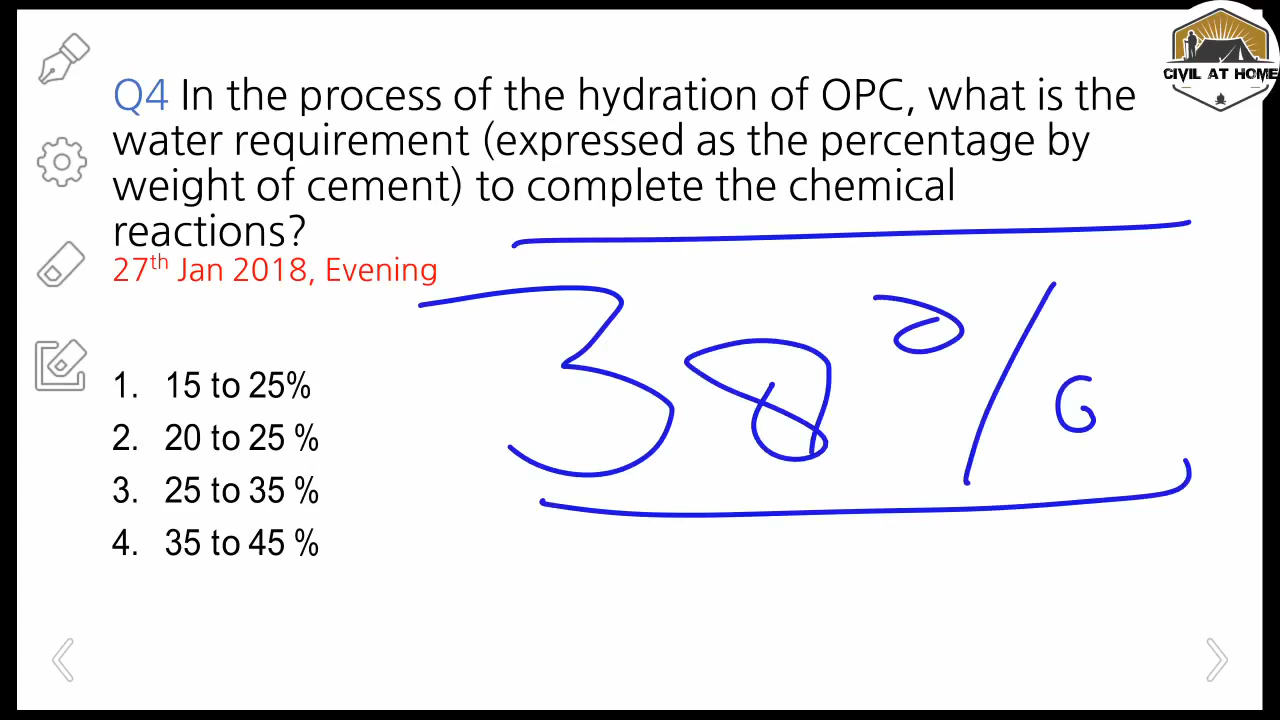 CIVIL AT HOME
Q4 In the process of the hydration of OPC, what is the
water requirement (expressed as the percentage by
weight of cement) to complete the chemical
reactions?
27th Jan 2018, Evening
38%
1. 15 to 25%
2. 20 to 25 %
3. 25 to 35 %
4. 35 to 45 %